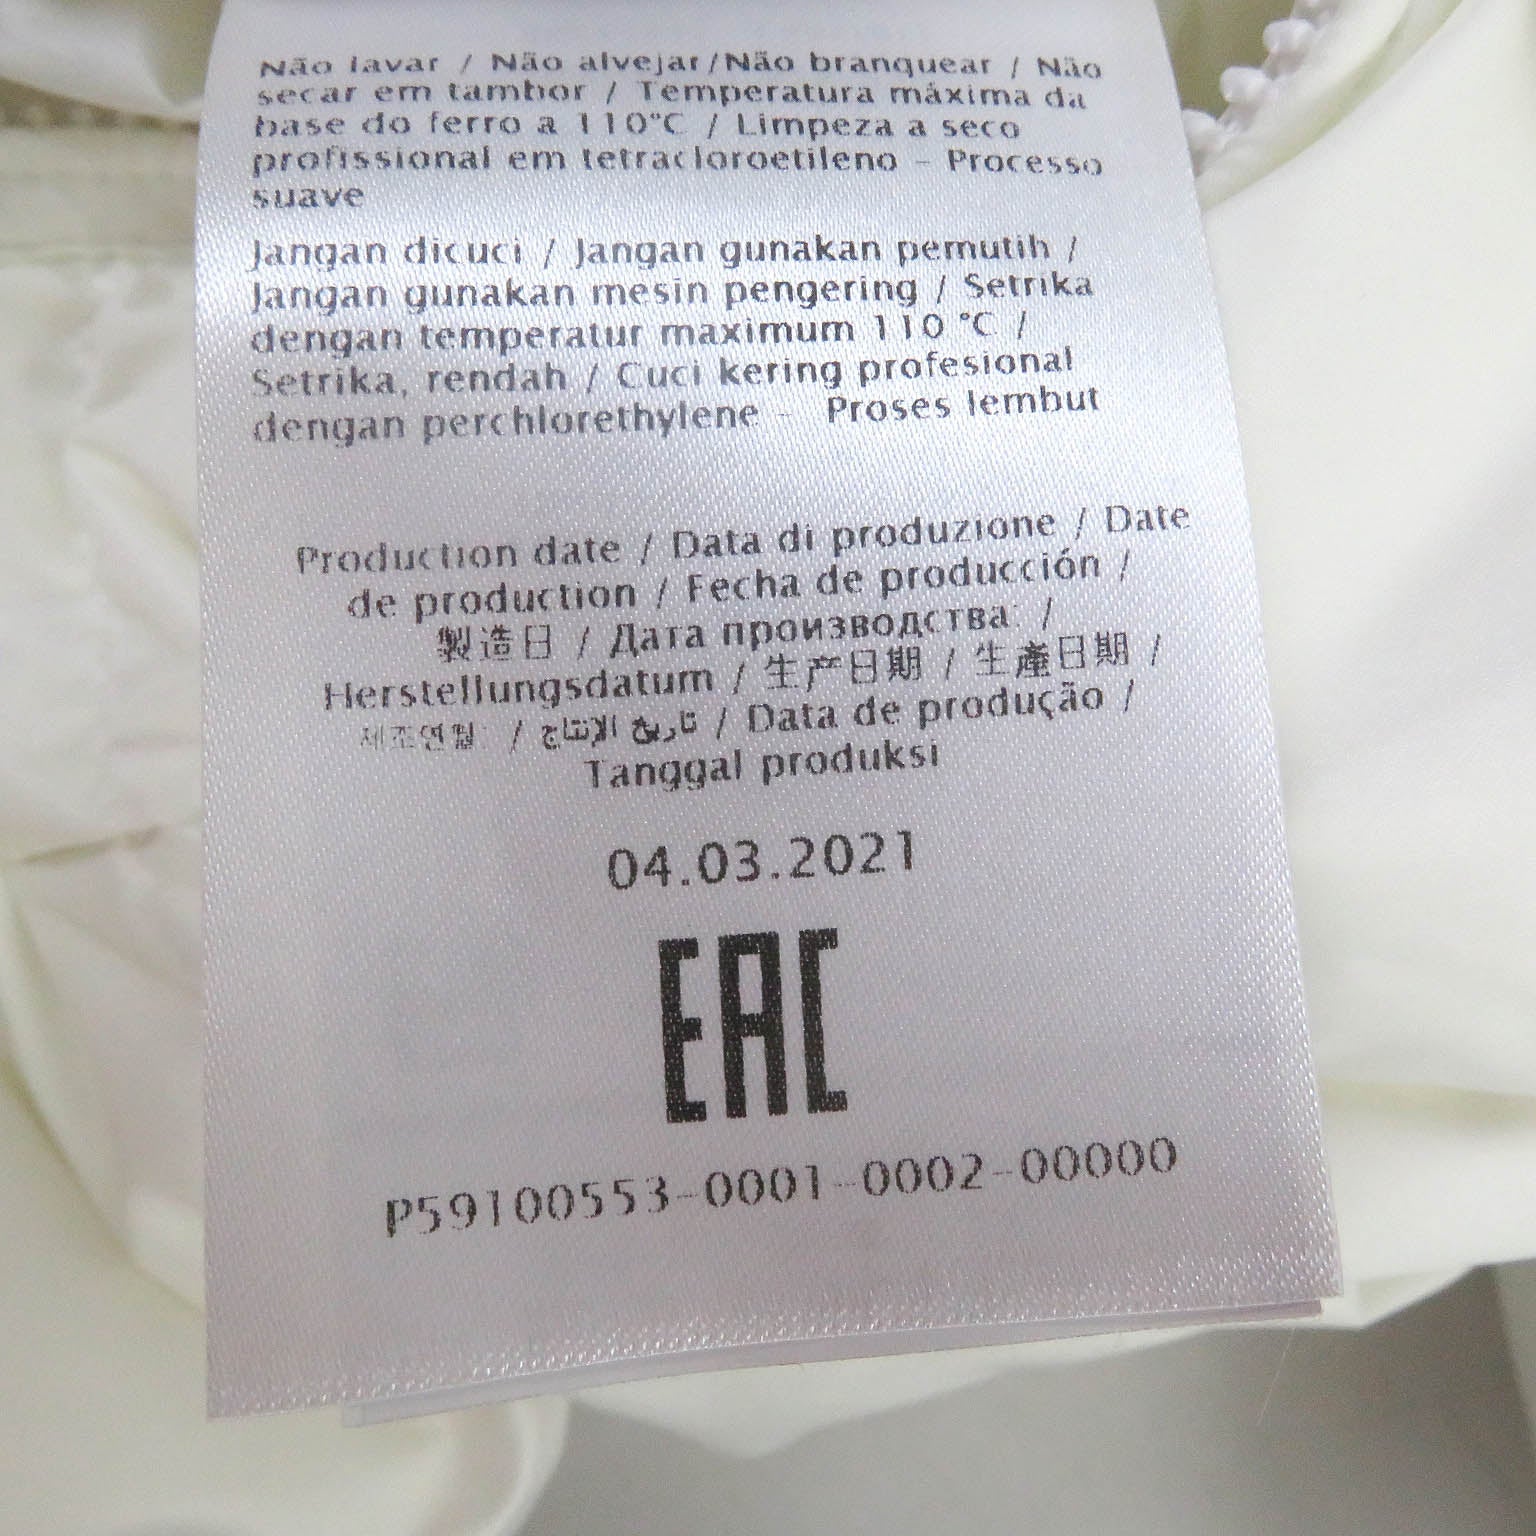 Não lavar / Não alvejar/Não branquear / Não
secar em tambor / Temperatura máxima da
base do ferro a 110°C / Limpeza a seco
profissional em tetracloroetileno - Processo
suave
Jangan dicuci / Jangan gunakan pemutih /
Jangan gunakan mesin pengering / Setrika
dengan temperatur maximum 110 °C /
Setrika, rendah / Cuci kering profesional
dengan perchlorethylene - Proses lembut
Production date / Data di produzione / Date
de production / Fecha de producción /
製造日 / Дата производства: /
Herstellungsdatum / 生产日期 / 生產日期 /
제조연월: / تاريخ الإنتاج / Data de produção /
Tanggal produksi
04.03.2021
EAC
P59100553-0001-0002-00000